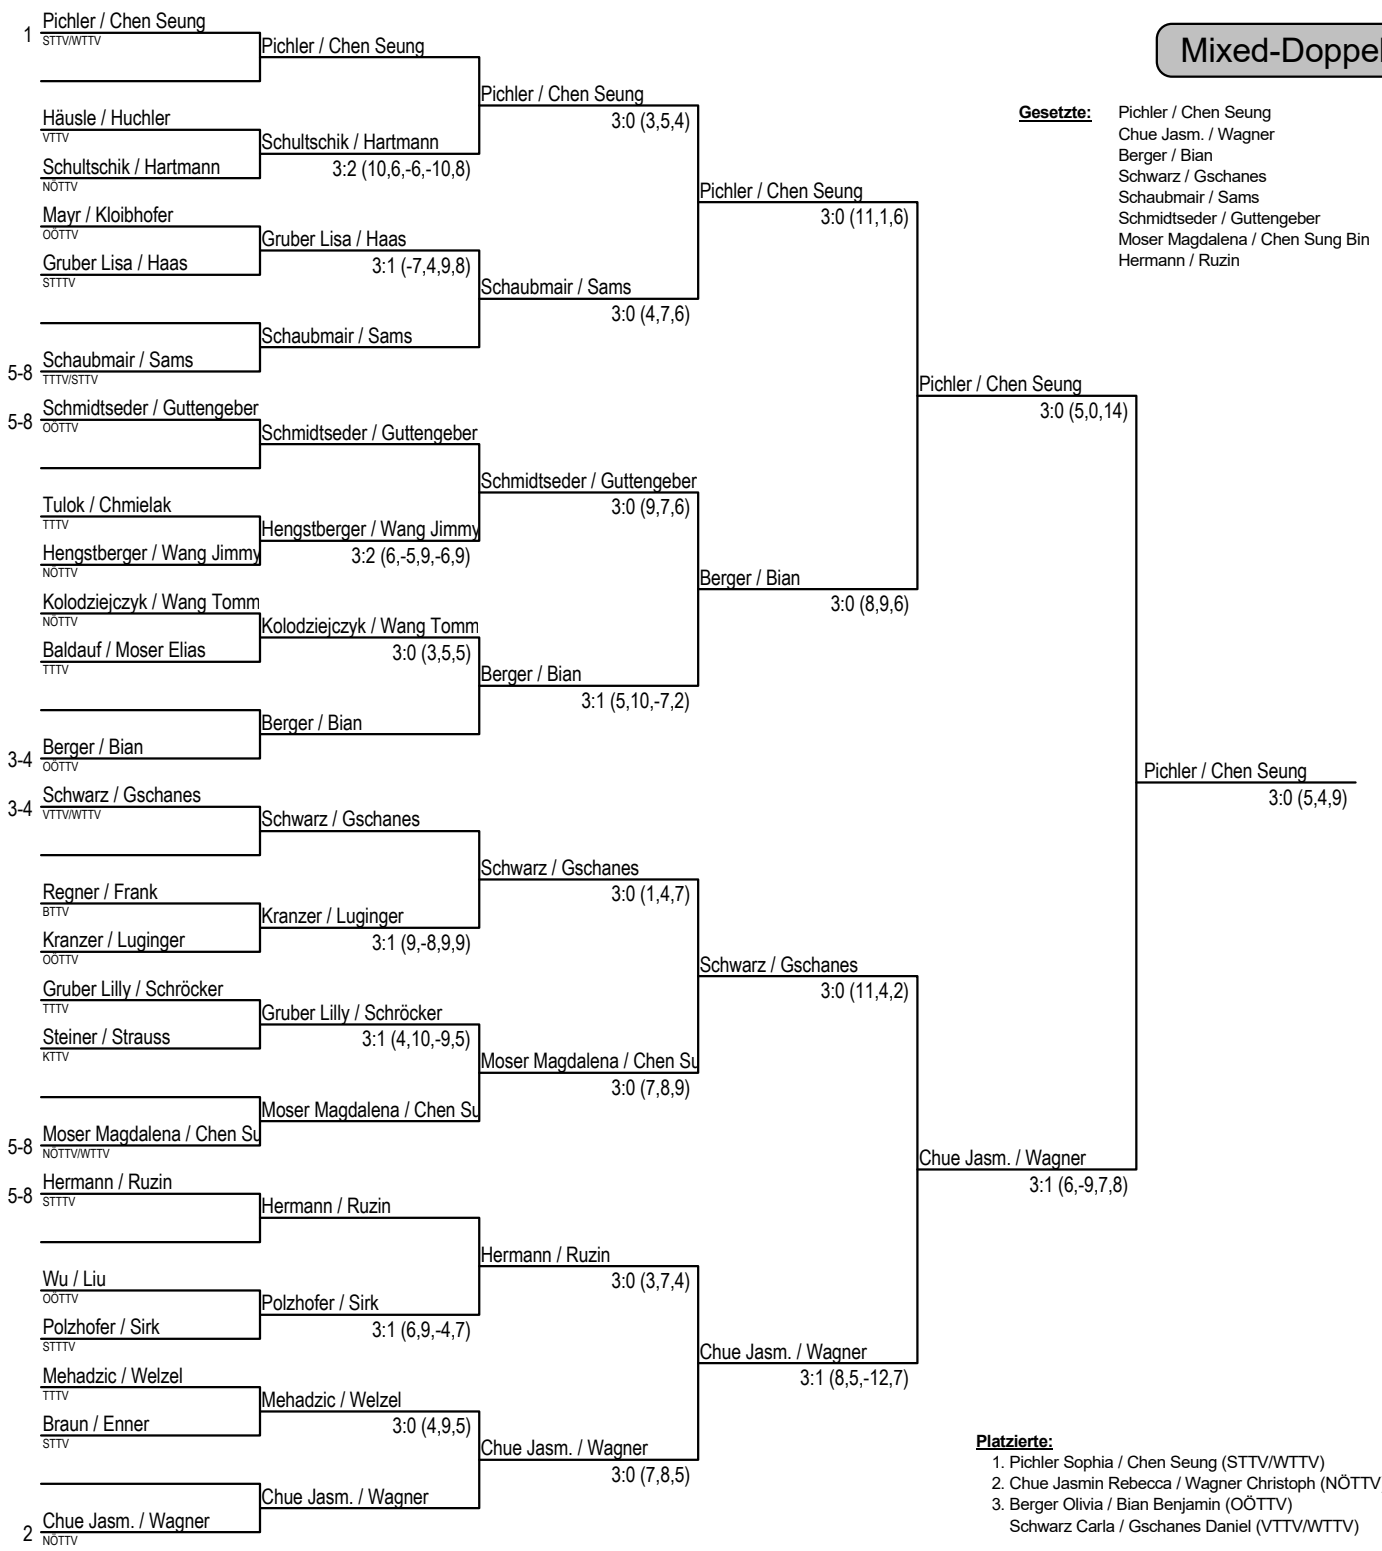 Mixed-Doppel
Gesetzte:
Pichler / Chen Seung
Chue Jasm. / Wagner
Berger / Bian
Schwarz / Gschanes
Schaubmair / Sams
Schmidtseder / Guttengeber
Moser Magdalena / Chen Sung Bin
Hermann / Ruzin
1
Pichler / Chen Seung
STTV/WTTV
Häusle / Huchler
VTTV
Schultschik / Hartmann
NÖTTV
Mayr / Kloibhofer
OÖTTV
Gruber Lisa / Haas
STTTV
5-8
Schaubmair / Sams
TTTV/STTV
5-8
Schmidtseder / Guttengeber
OÖTTV
Tulok / Chmielak
TTTV
Hengstberger / Wang Jimmy
NÖTTV
Kolodziejczyk / Wang Tomm
NÖTTV
Baldauf / Moser Elias
TTTV
3-4
Berger / Bian
OÖTTV
3-4
Schwarz / Gschanes
VTTV/WTTV
Regner / Frank
BTTV
Kranzer / Luginger
OÖTTV
Gruber Lilly / Schröcker
TTTV
Steiner / Strauss
KTTV
5-8
Moser Magdalena / Chen Su
NÖTTV/WTTV
5-8
Hermann / Ruzin
STTTV
Wu / Liu
OÖTTV
Polzhofer / Sirk
STTTV
Mehadzic / Welzel
TTTV
Braun / Enner
STTV
2
Chue Jasm. / Wagner
NÖTTV
Pichler / Chen Seung
Schultschik / Hartmann
3:2 (10,6,-6,-10,8)
Gruber Lisa / Haas
3:1 (-7,4,9,8)
Schaubmair / Sams
Schmidtseder / Guttengeber
Hengstberger / Wang Jimmy
3:2 (6,-5,9,-6,9)
Kolodziejczyk / Wang Tomm
3:0 (3,5,5)
Berger / Bian
Schwarz / Gschanes
Kranzer / Luginger
3:1 (9,-8,9,9)
Gruber Lilly / Schröcker
3:1 (4,10,-9,5)
Moser Magdalena / Chen Su
Hermann / Ruzin
Polzhofer / Sirk
3:1 (6,9,-4,7)
Mehadzic / Welzel
3:0 (4,9,5)
Chue Jasm. / Wagner
Pichler / Chen Seung
3:0 (3,5,4)
Schaubmair / Sams
3:0 (4,7,6)
Schmidtseder / Guttengeber
3:0 (9,7,6)
Berger / Bian
3:1 (5,10,-7,2)
Schwarz / Gschanes
3:0 (1,4,7)
Moser Magdalena / Chen Su
3:0 (7,8,9)
Hermann / Ruzin
3:0 (3,7,4)
Chue Jasm. / Wagner
3:0 (7,8,5)
Pichler / Chen Seung
3:0 (11,1,6)
Berger / Bian
3:0 (8,9,6)
Schwarz / Gschanes
3:0 (11,4,2)
Chue Jasm. / Wagner
3:1 (8,5,-12,7)
Pichler / Chen Seung
3:0 (5,0,14)
Chue Jasm. / Wagner
3:1 (6,-9,7,8)
Pichler / Chen Seung
3:0 (5,4,9)
Platzierte:
1. Pichler Sophia / Chen Seung (STTV/WTTV)
2. Chue Jasmin Rebecca / Wagner Christoph (NÖTTV
3. Berger Olivia / Bian Benjamin (OÖTTV)
Schwarz Carla / Gschanes Daniel (VTTV/WTTV)